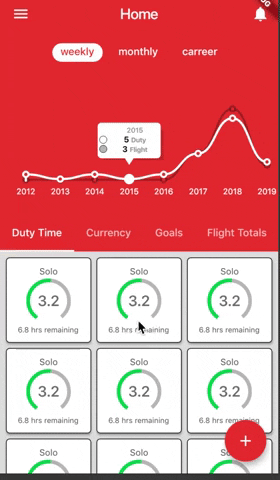 Home
weekly monthly carreer
2015
5 Duty
3 Flight
2012 2013 2014 2015 2016 2017 2018 2019
Duty Time Currency Goals Flight Totals
Solo Solo Solo
3.2 3.2 3.2
6.8 hrs remaining 6.8 hrs remaining 6.8 hrs remaining
Solo Solo Solo
3.2 3.2 3.2
6.8 hrs remaining 6.8 hrs remaining 6.8 hrs remaining
Solo Solo Solo
+